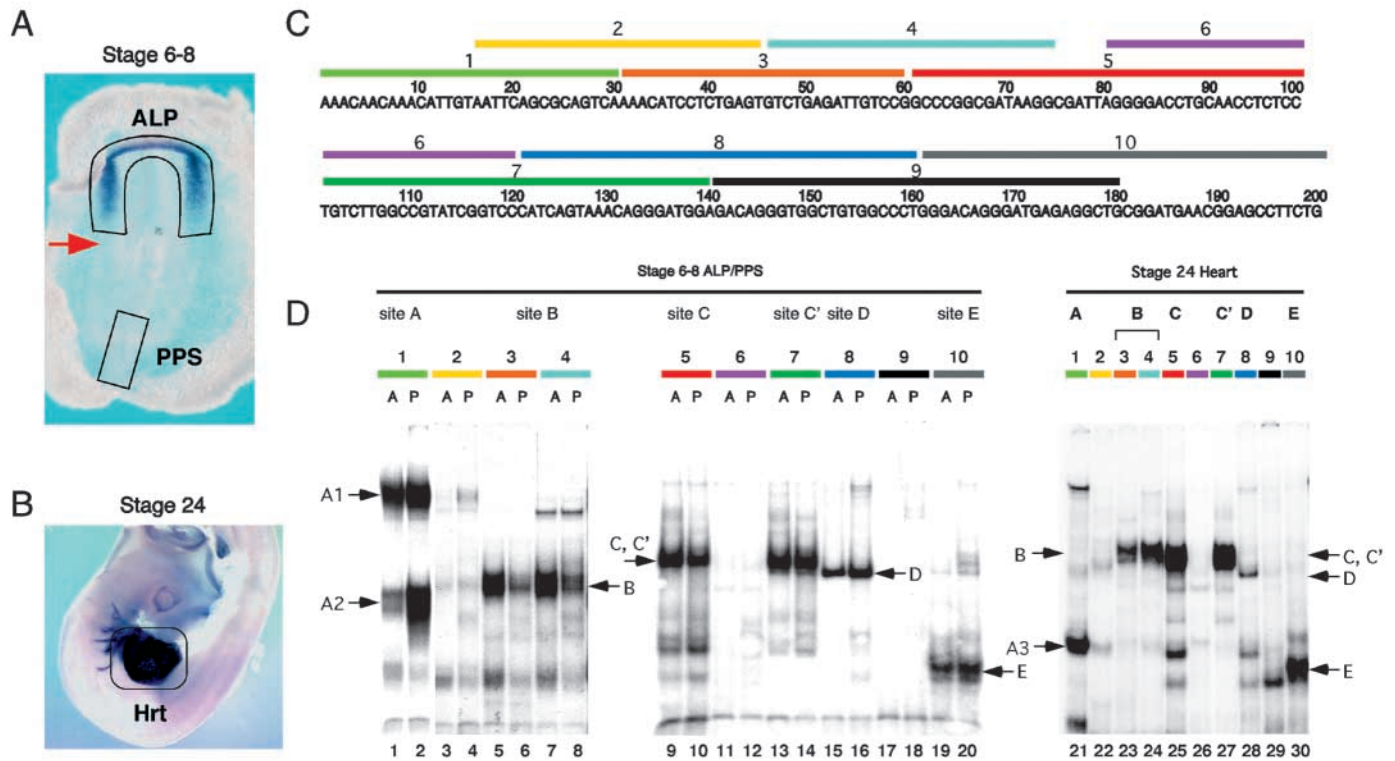 A
Stage 6-8
ALP
PPS
B
Stage 24
Hrt
C
2 4 6
1 3 5
10 20 30 40 50 60 70 80 90 100
AAACAACAAACATTGTAATTCAGCGCAGTCAAAACATCCTCTGAGTGTCTGAGATTGTCCGGCCCGGCGATAAGGCGATTAGGGGACCTGCAACCTCTCC
6 8 10
7 9
110 120 130 140 150 160 170 180 190 200
TGTCTTGGCCGTATCGGTCCCATCAGTAAACAGGGATGGAGACAGGGTGGCTGTGGCCCTGGGACAGGGATGAGAGGCTGCGGATGAACGGAGCCTTCTG
D
Stage 6-8 ALP/PPS Stage 24 Heart
site A site B site C site C' site D site E A B C C' D E
1 2 3 4 5 6 7 8 9 10 1 2 3 4 5 6 7 8 9 10
A P A P A P A P A P A P A P A P A P A P
A1
A2
B
C, C'
D
E
B
A3
C, C'
D
E
1 2 3 4 5 6 7 8 9 10 11 12 13 14 15 16 17 18 19 20 21 22 23 24 25 26 27 28 29 30